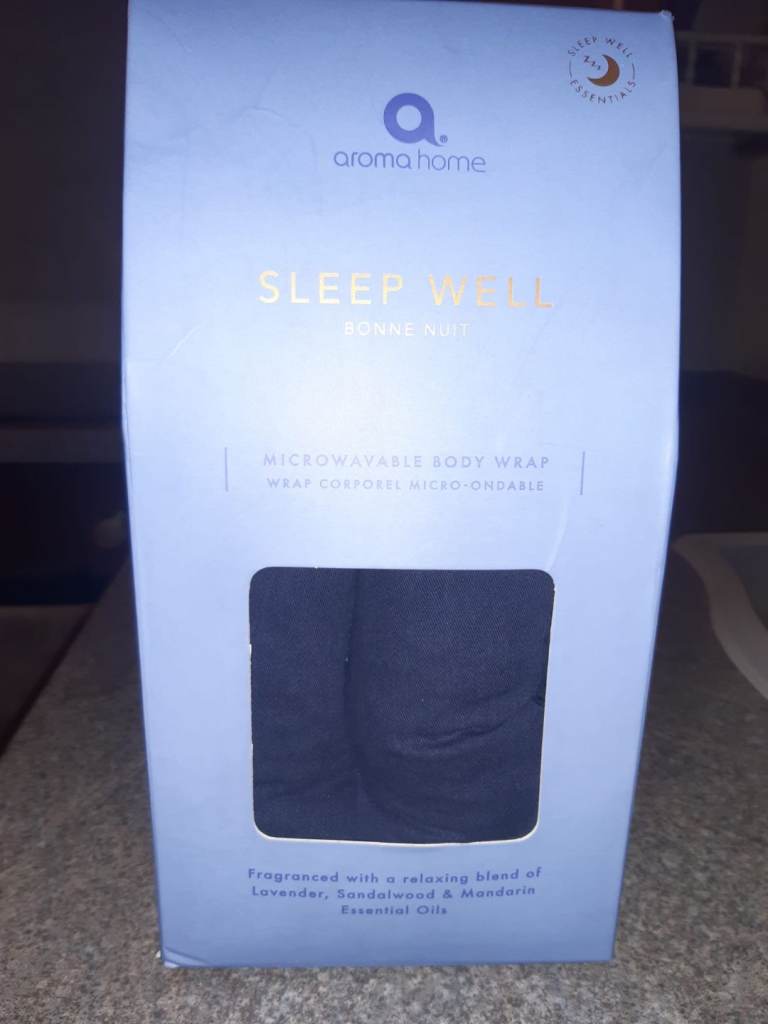 SLEEP WELL
Zzz
ESSENTIALS
a®
aroma home
SLEEP WELL
BONNE NUIT
MICROWAVABLE BODY WRAP
WRAP CORPOREL MICRO-ONDABLE
Fragranced with a relaxing blend of
Lavender, Sandalwood & Mandarin
Essential Oils